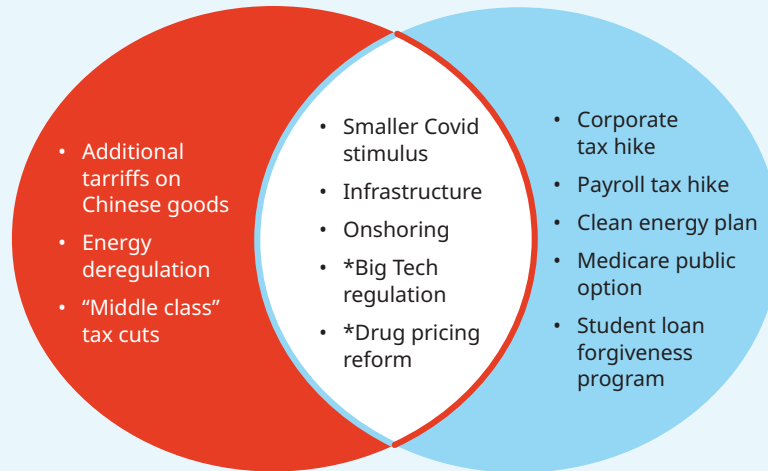 • Additional
tarriffs on
Chinese goods
• Energy
deregulation
• “Middle class”
tax cuts
• Smaller Covid
stimulus
• Infrastructure
• Onshoring
• *Big Tech
regulation
• *Drug pricing
reform
• Corporate
tax hike
• Payroll tax hike
• Clean energy plan
• Medicare public
option
• Student loan
forgiveness
program